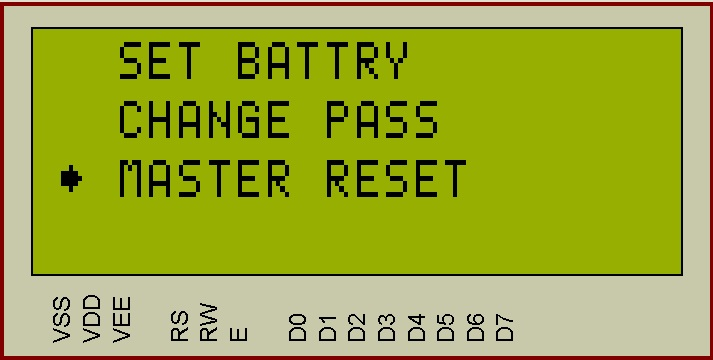 SET BATTRY
CHANGE PASS
→ MASTER RESET
VSS VDD VEE RS RW E D0 D1 D2 D3 D4 D5 D6 D7